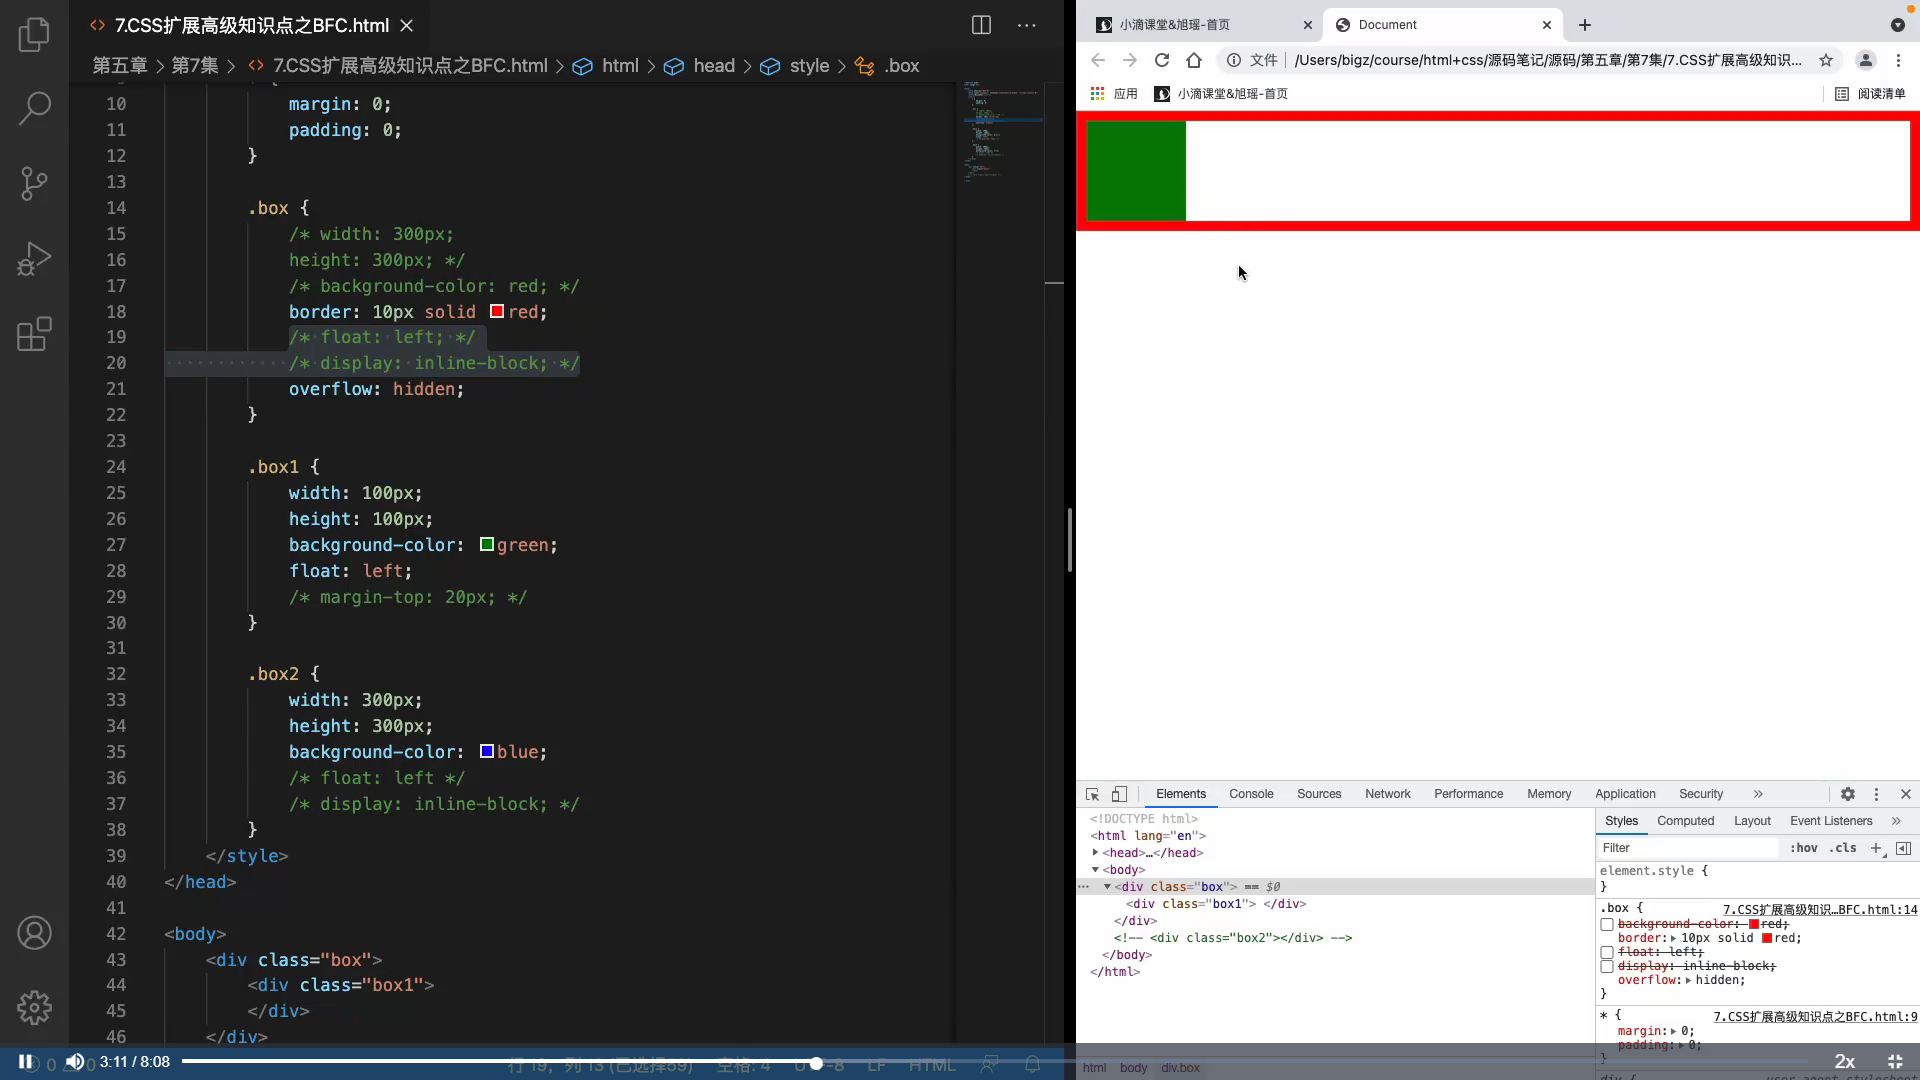 7.CSS扩展高级知识点之BFC.html
第五章 > 第7集 > 7.CSS扩展高级知识点之BFC.html > html > head > style > .box
10 margin: 0;
11 padding: 0;
12 }
13
14 .box {
15 /* width: 300px;
16 height: 300px; */
17 /* background-color: red; */
18 border: 10px solid red;
19 /* float: left; */
20 /* display: inline-block; */
21 overflow: hidden;
22 }
23
24 .box1 {
25 width: 100px;
26 height: 100px;
27 background-color: green;
28 float: left;
29 /* margin-top: 20px; */
30 }
31
32 .box2 {
33 width: 300px;
34 height: 300px;
35 background-color: blue;
36 /* float: left */
37 /* display: inline-block; */
38 }
39 </style>
40 </head>
41
42 <body>
43 <div class="box">
44 <div class="box1">
45 </div>
46 </div>
0 0 3:11 / 8:08 行 19，列 13 (已选择59) 空格: 4 UTF-8 LF HTML
小滴课堂&旭瑶-首页
Document
文件 /Users/bigz/course/html+css/源码笔记/源码/第五章/第7集/7.CSS扩展高级知识...
应用 小滴课堂&旭瑶-首页 阅读清单
Elements Console Sources Network Performance Memory Application Security »
<!DOCTYPE html>
<html lang="en">
<head>…</head>
<body>
<div class="box"> == $0
<div class="box1"> </div>
</div>
<!-- <div class="box2"></div> -->
</body>
</html>
html body div.box
Styles Computed Layout Event Listeners »
Filter :hov .cls +
element.style {
}
.box { 7.CSS扩展高级知识…BFC.html:14
background-color: red;
border: 10px solid red;
float: left;
display: inline-block;
overflow: hidden;
}
* { 7.CSS扩展高级知识点之BFC.html:9
margin: 0;
padding: 0;
}
div { user agent stylesheet
2x